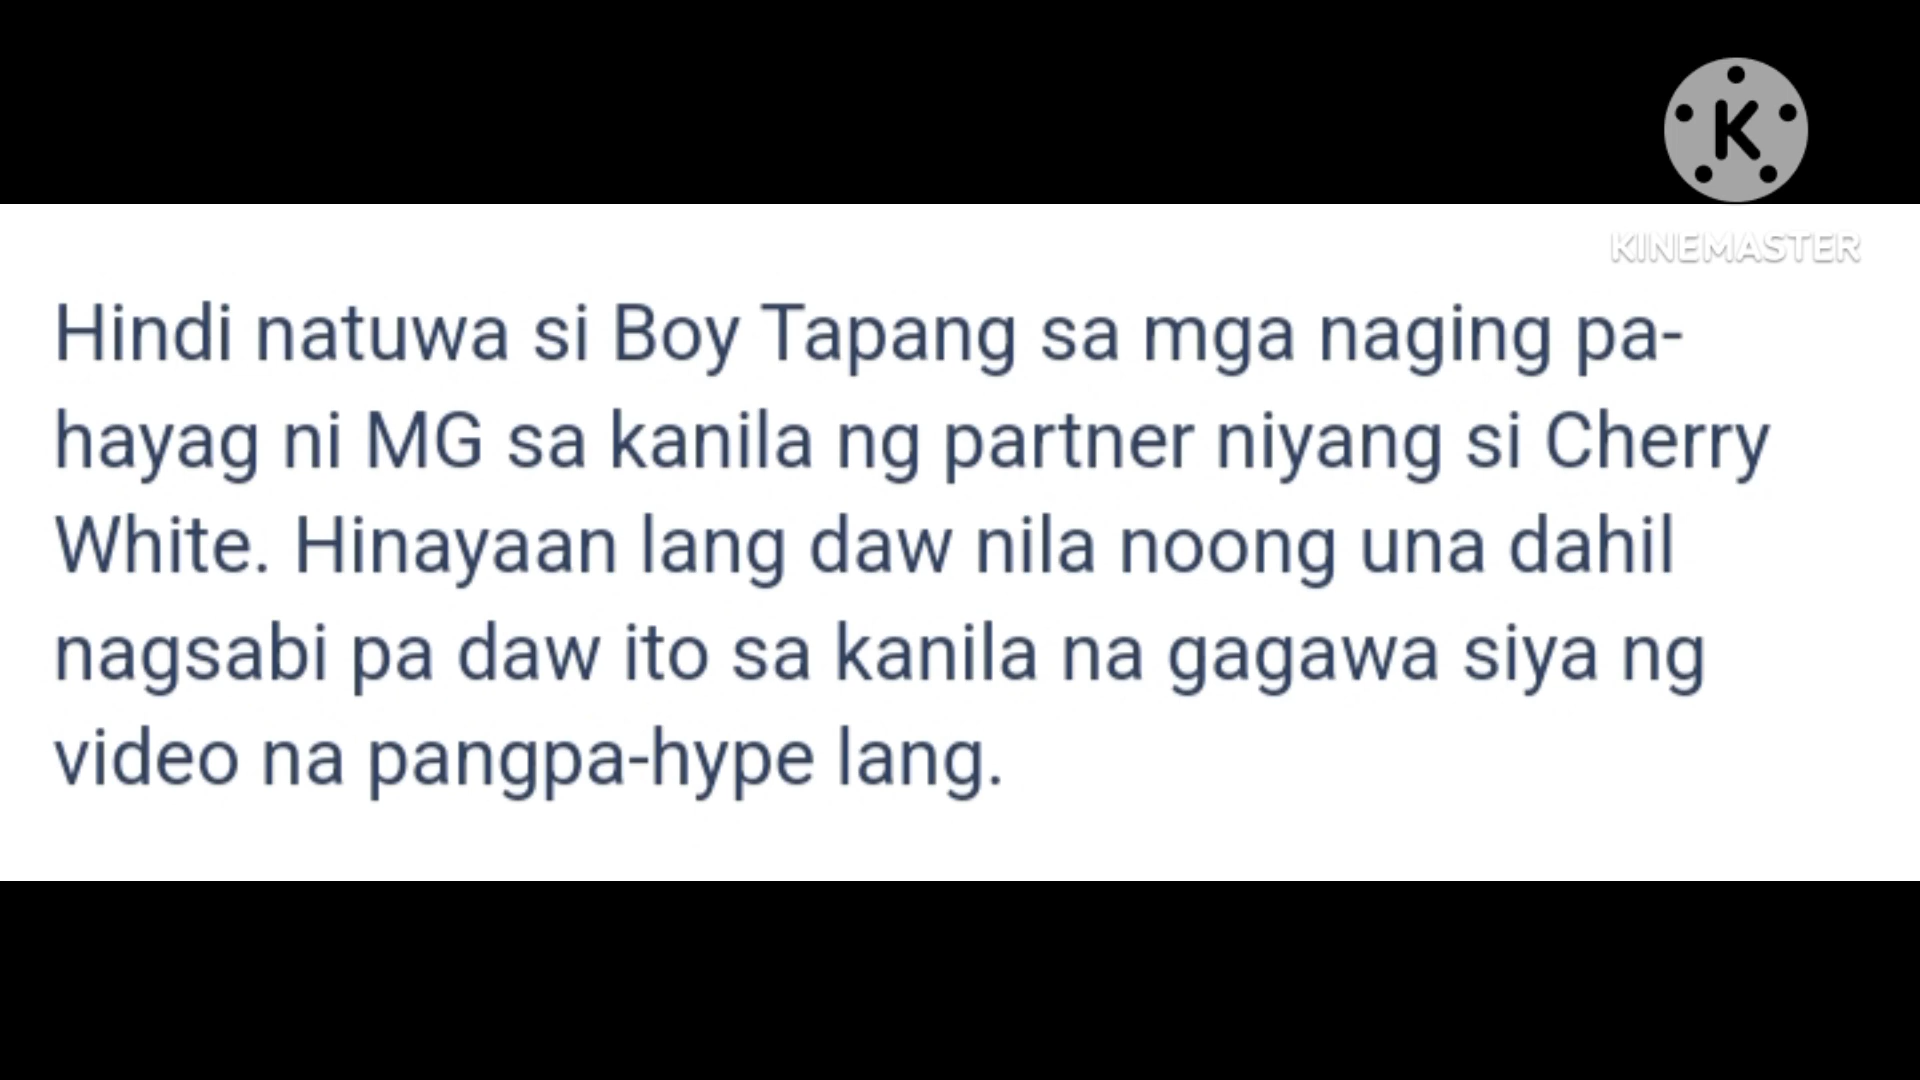 K
KINEMASTER
Hindi natuwa si Boy Tapang sa mga naging pa-
hayag ni MG sa kanila ng partner niyang si Cherry
White. Hinayaan lang daw nila noong una dahil
nagsabi pa daw ito sa kanila na gagawa siya ng
video na pangpa-hype lang.